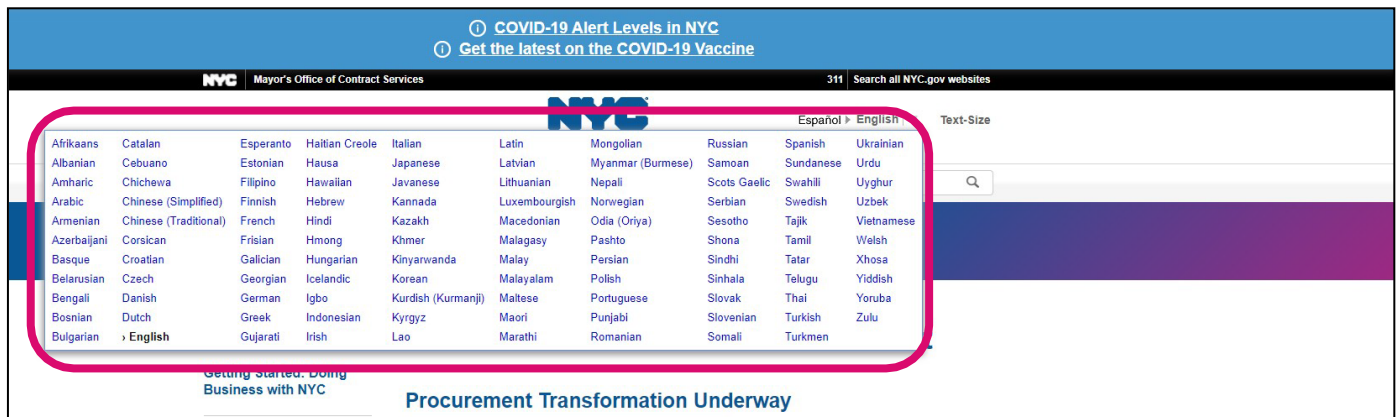 COVID-19 Alert Levels in NYC
Get the latest on the COVID-19 Vaccine
NYC Mayor's Office of Contract Services 311 Search all NYC.gov websites
NYC
Español English Text-Size
Afrikaans Catalan Esperanto Haitian Creole Italian Latin Mongolian Russian Spanish Ukrainian
Albanian Cebuano Estonian Hausa Japanese Latvian Myanmar (Burmese) Samoan Sundanese Urdu
Amharic Chichewa Filipino Hawaiian Javanese Lithuanian Nepali Scots Gaelic Swahili Uyghur
Arabic Chinese (Simplified) Finnish Hebrew Kannada Luxembourgish Norwegian Serbian Swedish Uzbek
Armenian Chinese (Traditional) French Hindi Kazakh Macedonian Odia (Oriya) Sesotho Tajik Vietnamese
Azerbaijani Corsican Frisian Hmong Khmer Malagasy Pashto Shona Tamil Welsh
Basque Croatian Galician Hungarian Kinyarwanda Malay Persian Sindhi Tatar Xhosa
Belarusian Czech Georgian Icelandic Korean Malayalam Polish Sinhala Telugu Yiddish
Bengali Danish German Igbo Kurdish (Kurmanji) Maltese Portuguese Slovak Thai Yoruba
Bosnian Dutch Greek Indonesian Kyrgyz Maori Punjabi Slovenian Turkish Zulu
Bulgarian › English Gujarati Irish Lao Marathi Romanian Somali Turkmen
Getting Started: Doing
Business with NYC
Procurement Transformation Underway